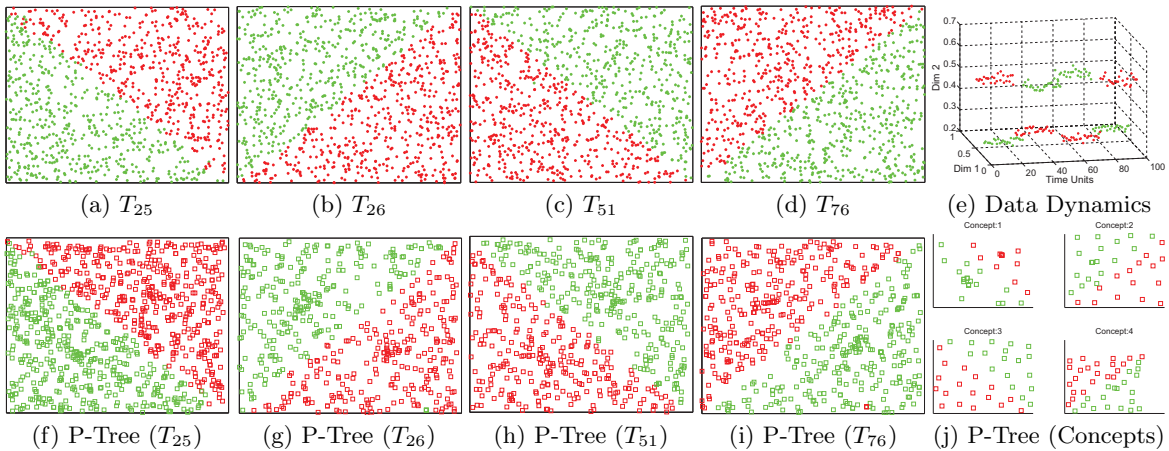 (a) T25
(b) T26
(c) T51
(d) T76
0.7
0.6
0.5
0.4
0.3
0.2
Dim 2
1
0.5
0
Dim 1
0
20
40
60
80
100
Time Units
(e) Data Dynamics
(f) P-Tree (T25)
(g) P-Tree (T26)
(h) P-Tree (T51)
(i) P-Tree (T76)
Concept:1
Concept:2
Concept:3
Concept:4
(j) P-Tree (Concepts)